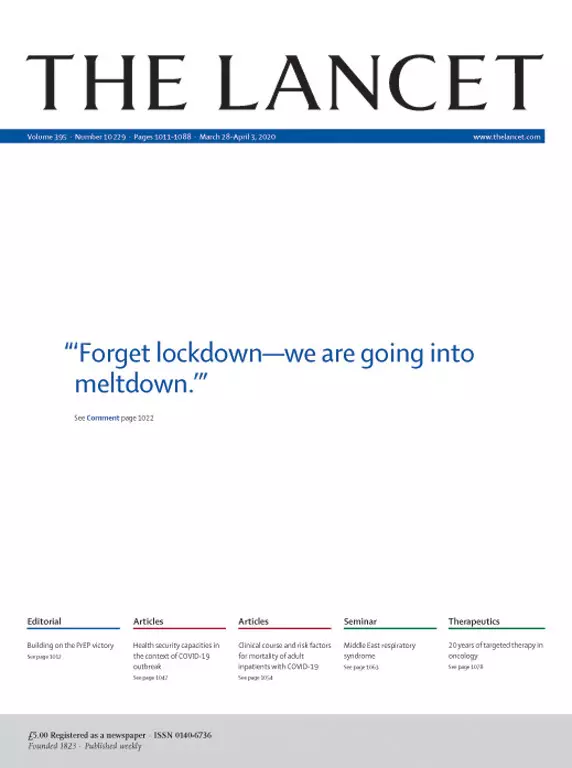 THE LANCET
Volume 395 · Number 10229 · Pages 1011–1088 · March 28–April 3, 2020
www.thelancet.com
“‘Forget lockdown—we are going into
meltdown.’”
See Comment page 1022
Editorial
Building on the PrEP victory
See page 1012
Articles
Health security capacities in
the context of COVID-19
outbreak
See page 1047
Articles
Clinical course and risk factors
for mortality of adult
inpatients with COVID-19
See page 1054
Seminar
Middle East respiratory
syndrome
See page 1063
Therapeutics
20 years of targeted therapy in
oncology
See page 1078
£5.00 Registered as a newspaper · ISSN 0140-6736
Founded 1823 · Published weekly